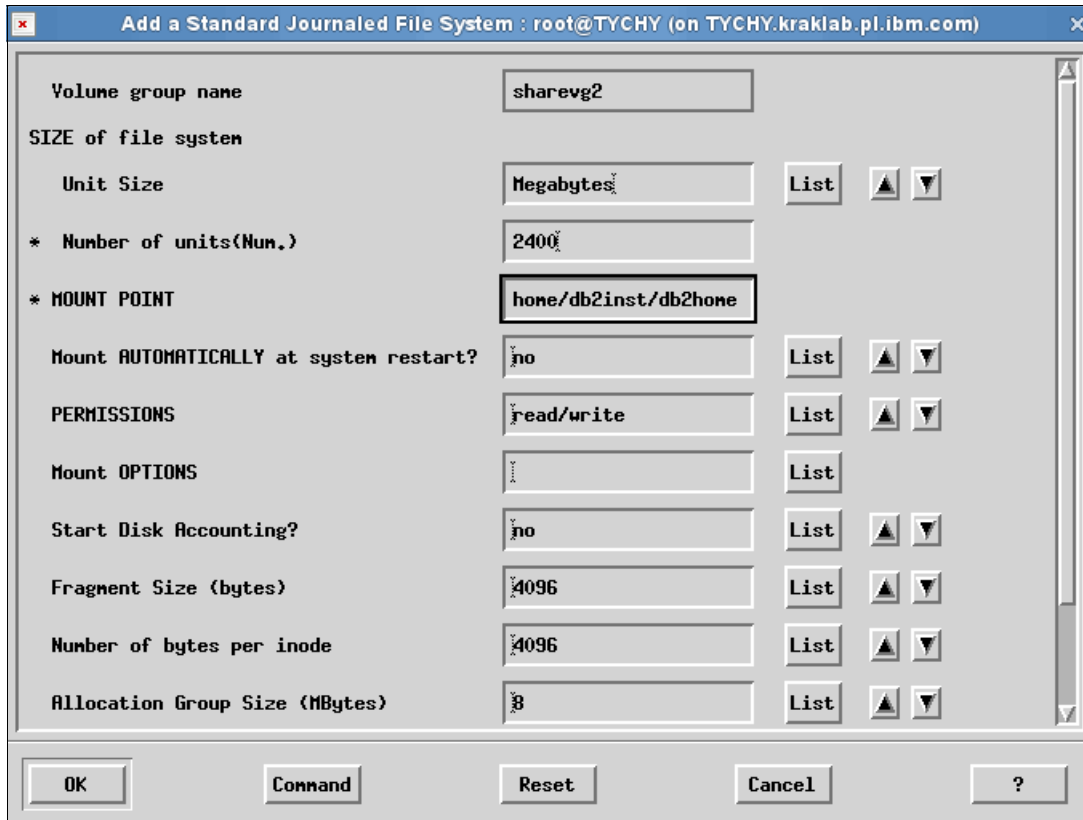 Add a Standard Journaled File System : root@TYCHY (on TYCHY.kraklab.pl.ibm.com)
Volume group name sharevg2
SIZE of file system
Unit Size Megabytes List
* Number of units(Num.) 2400
* MOUNT POINT home/db2inst/db2home
Mount AUTOMATICALLY at system restart? no List
PERMISSIONS read/write List
Mount OPTIONS List
Start Disk Accounting? no List
Fragment Size (bytes) 4096 List
Number of bytes per inode 4096 List
Allocation Group Size (MBytes) 8 List
OK Command Reset Cancel ?